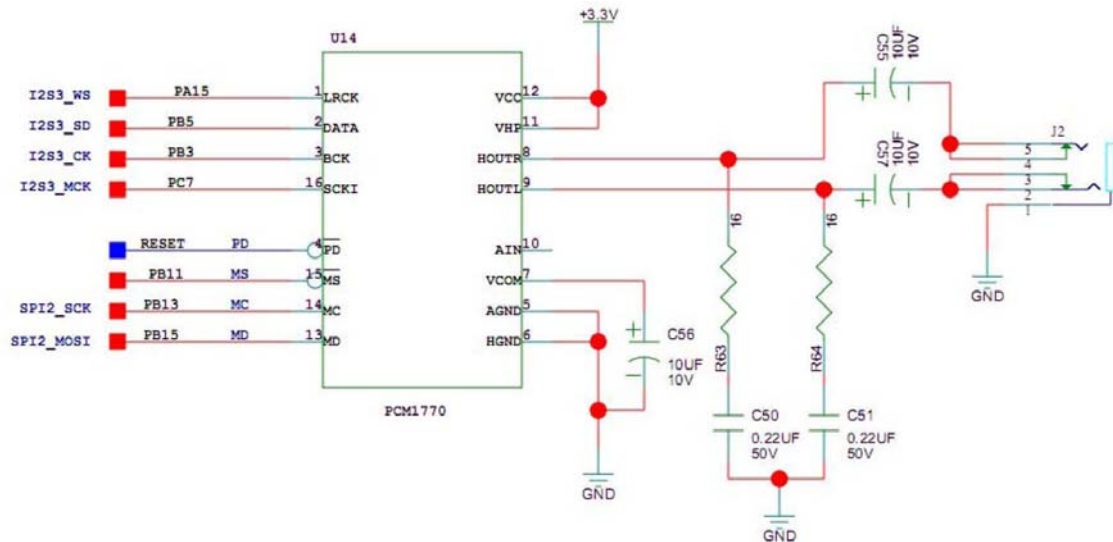 +3.3V
U14
C55
10UF
10V
I2S3_WS PA15 1 LRCK VCC 12
I2S3_SD PB5 2 DATA VHP 11
I2S3_CK PB3 3 BCK HOUTR 8
I2S3_MCK PC7 16 SCKI HOUTL 9
C57
10UF
10V
J2
5
4
3
2
1
GND
RESET PD 4 PD AIN 10
PB11 MS 15 MS VCOM 7
SPI2_SCK PB13 MC 14 MC AGND 5
SPI2_MOSI PB15 MD 13 MD HGND 6
PCM1770
C56
10UF
10V
GND
16
R63
16
R64
C50
0.22UF
50V
C51
0.22UF
50V
GND